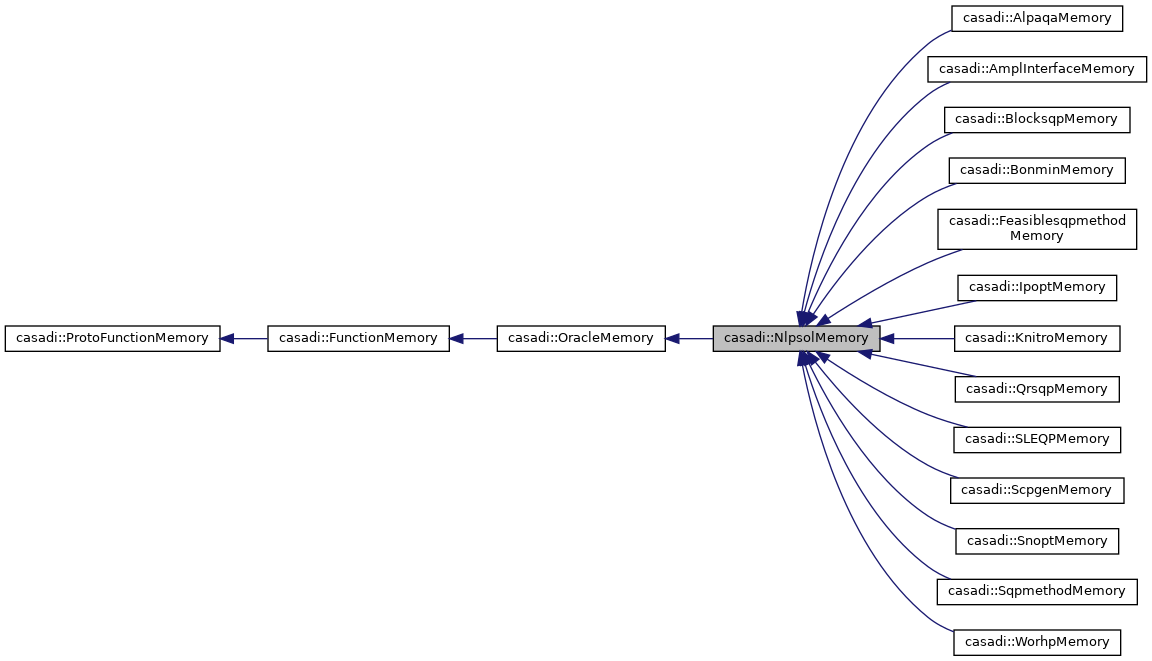 casadi::AlpaqaMemory
casadi::AmplInterfaceMemory
casadi::BlocksqpMemory
casadi::BonminMemory
casadi::Feasiblesqpmethod
Memory
casadi::IpoptMemory
casadi::ProtoFunctionMemory
casadi::FunctionMemory
casadi::OracleMemory
casadi::NlpsolMemory
casadi::KnitroMemory
casadi::QrsqpMemory
casadi::SLEQPMemory
casadi::ScpgenMemory
casadi::SnoptMemory
casadi::SqpmethodMemory
casadi::WorhpMemory